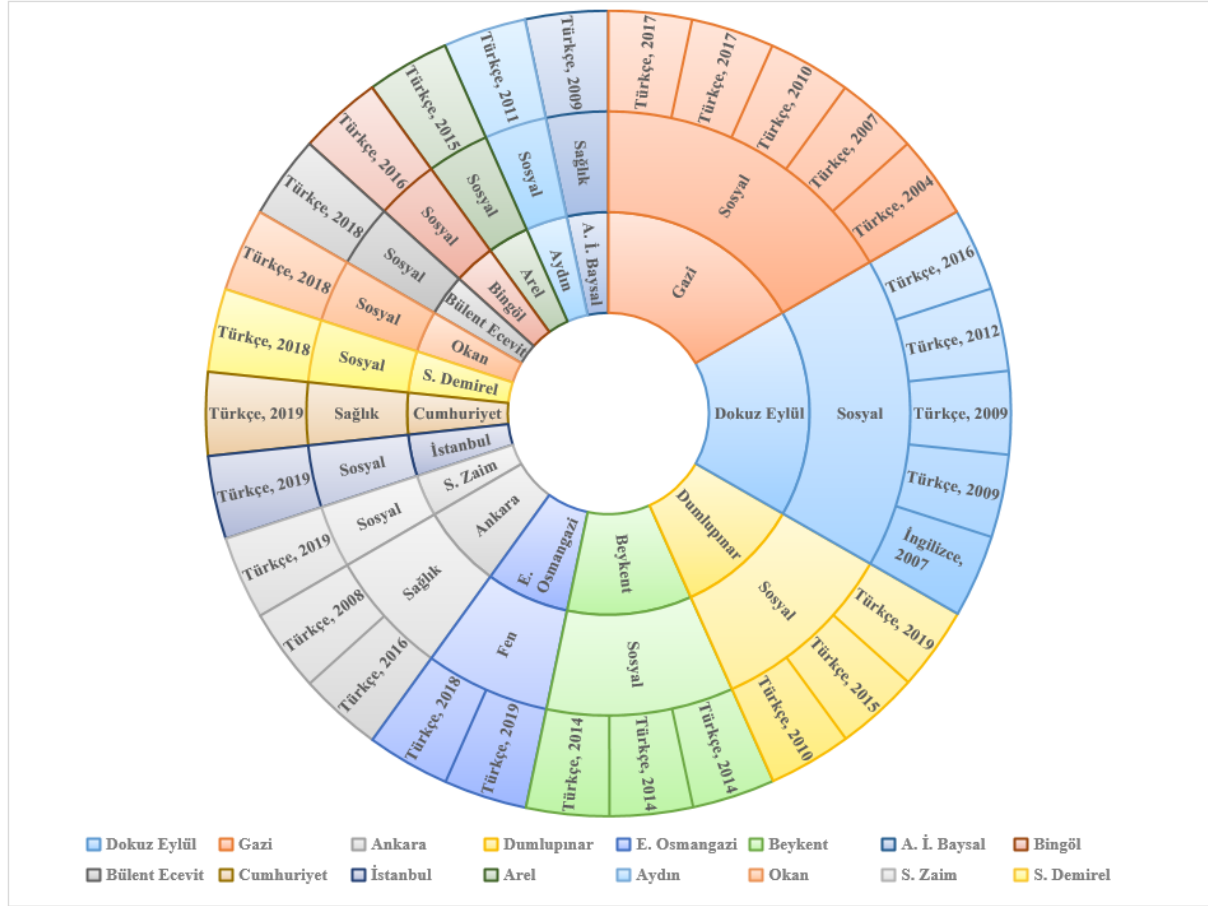 Türkçe, 2017
Türkçe, 2017
Türkçe, 2010
Türkçe, 2007
Türkçe, 2004
Sosyal
Gazi
Türkçe, 2016
Türkçe, 2012
Türkçe, 2009
Türkçe, 2009
İngilizce,
2007
Sosyal
Dokuz Eylül
Türkçe, 2019
Türkçe, 2015
Türkçe, 2010
Sosyal
Dumlupınar
Türkçe, 2014
Türkçe, 2014
Türkçe, 2014
Sosyal
Beykent
Türkçe, 2019
Türkçe, 2018
Fen
E.
Osmangazi
Türkçe, 2016
Türkçe, 2008
Sağlık
Ankara
Türkçe, 2019
Sosyal
S. Zaim
Türkçe, 2019
Sosyal
İstanbul
Türkçe, 2019
Sağlık
Cumhuriyet
Türkçe, 2018
Sosyal
S. Demirel
Türkçe, 2018
Sosyal
Okan
Türkçe, 2018
Sosyal
Bülent Ecevit
Türkçe, 2016
Sosyal
Bingöl
Türkçe, 2015
Sosyal
Arel
Türkçe, 2011
Sosyal
Aydın
Türkçe, 2009
Sağlık
A. İ. Baysal
Dokuz Eylül Gazi Ankara Dumlupınar E. Osmangazi Beykent A. İ. Baysal Bingöl
Bülent Ecevit Cumhuriyet İstanbul Arel Aydın Okan S. Zaim S. Demirel